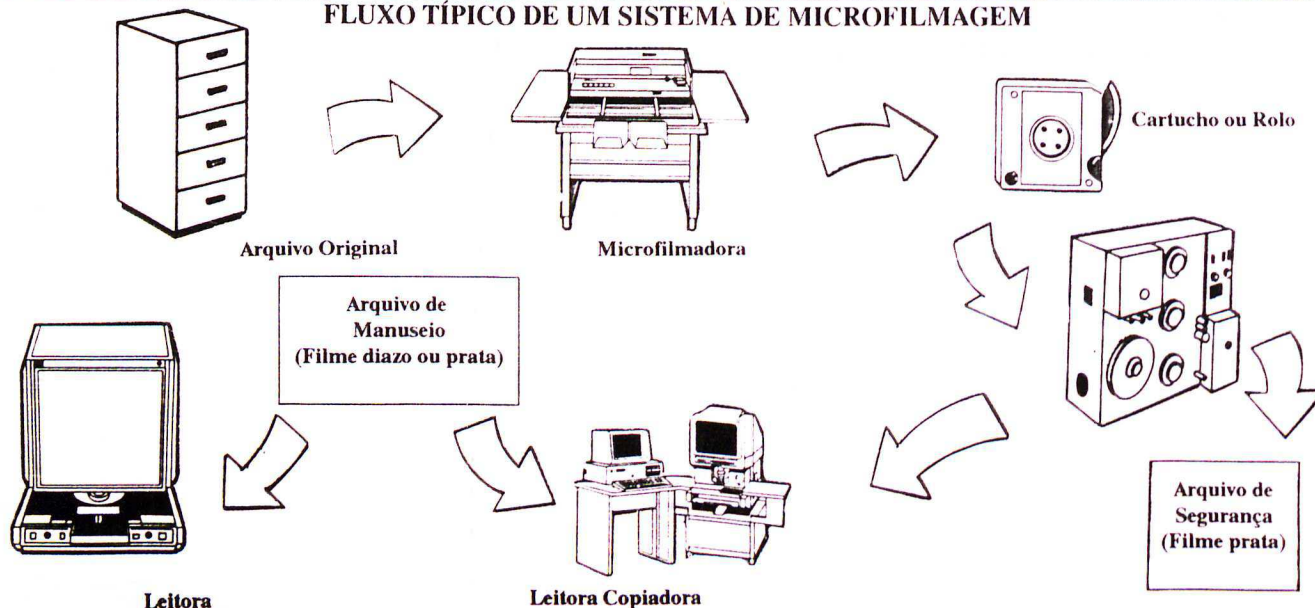 FLUXO TÍPICO DE UM SISTEMA DE MICROFILMAGEM
Cartucho ou Rolo
Arquivo Original
Microfilmadora
Arquivo de
Manuseio
(Filme diazo ou prata)
Arquivo de
Segurança
(Filme prata)
Leitora
Leitora Copiadora